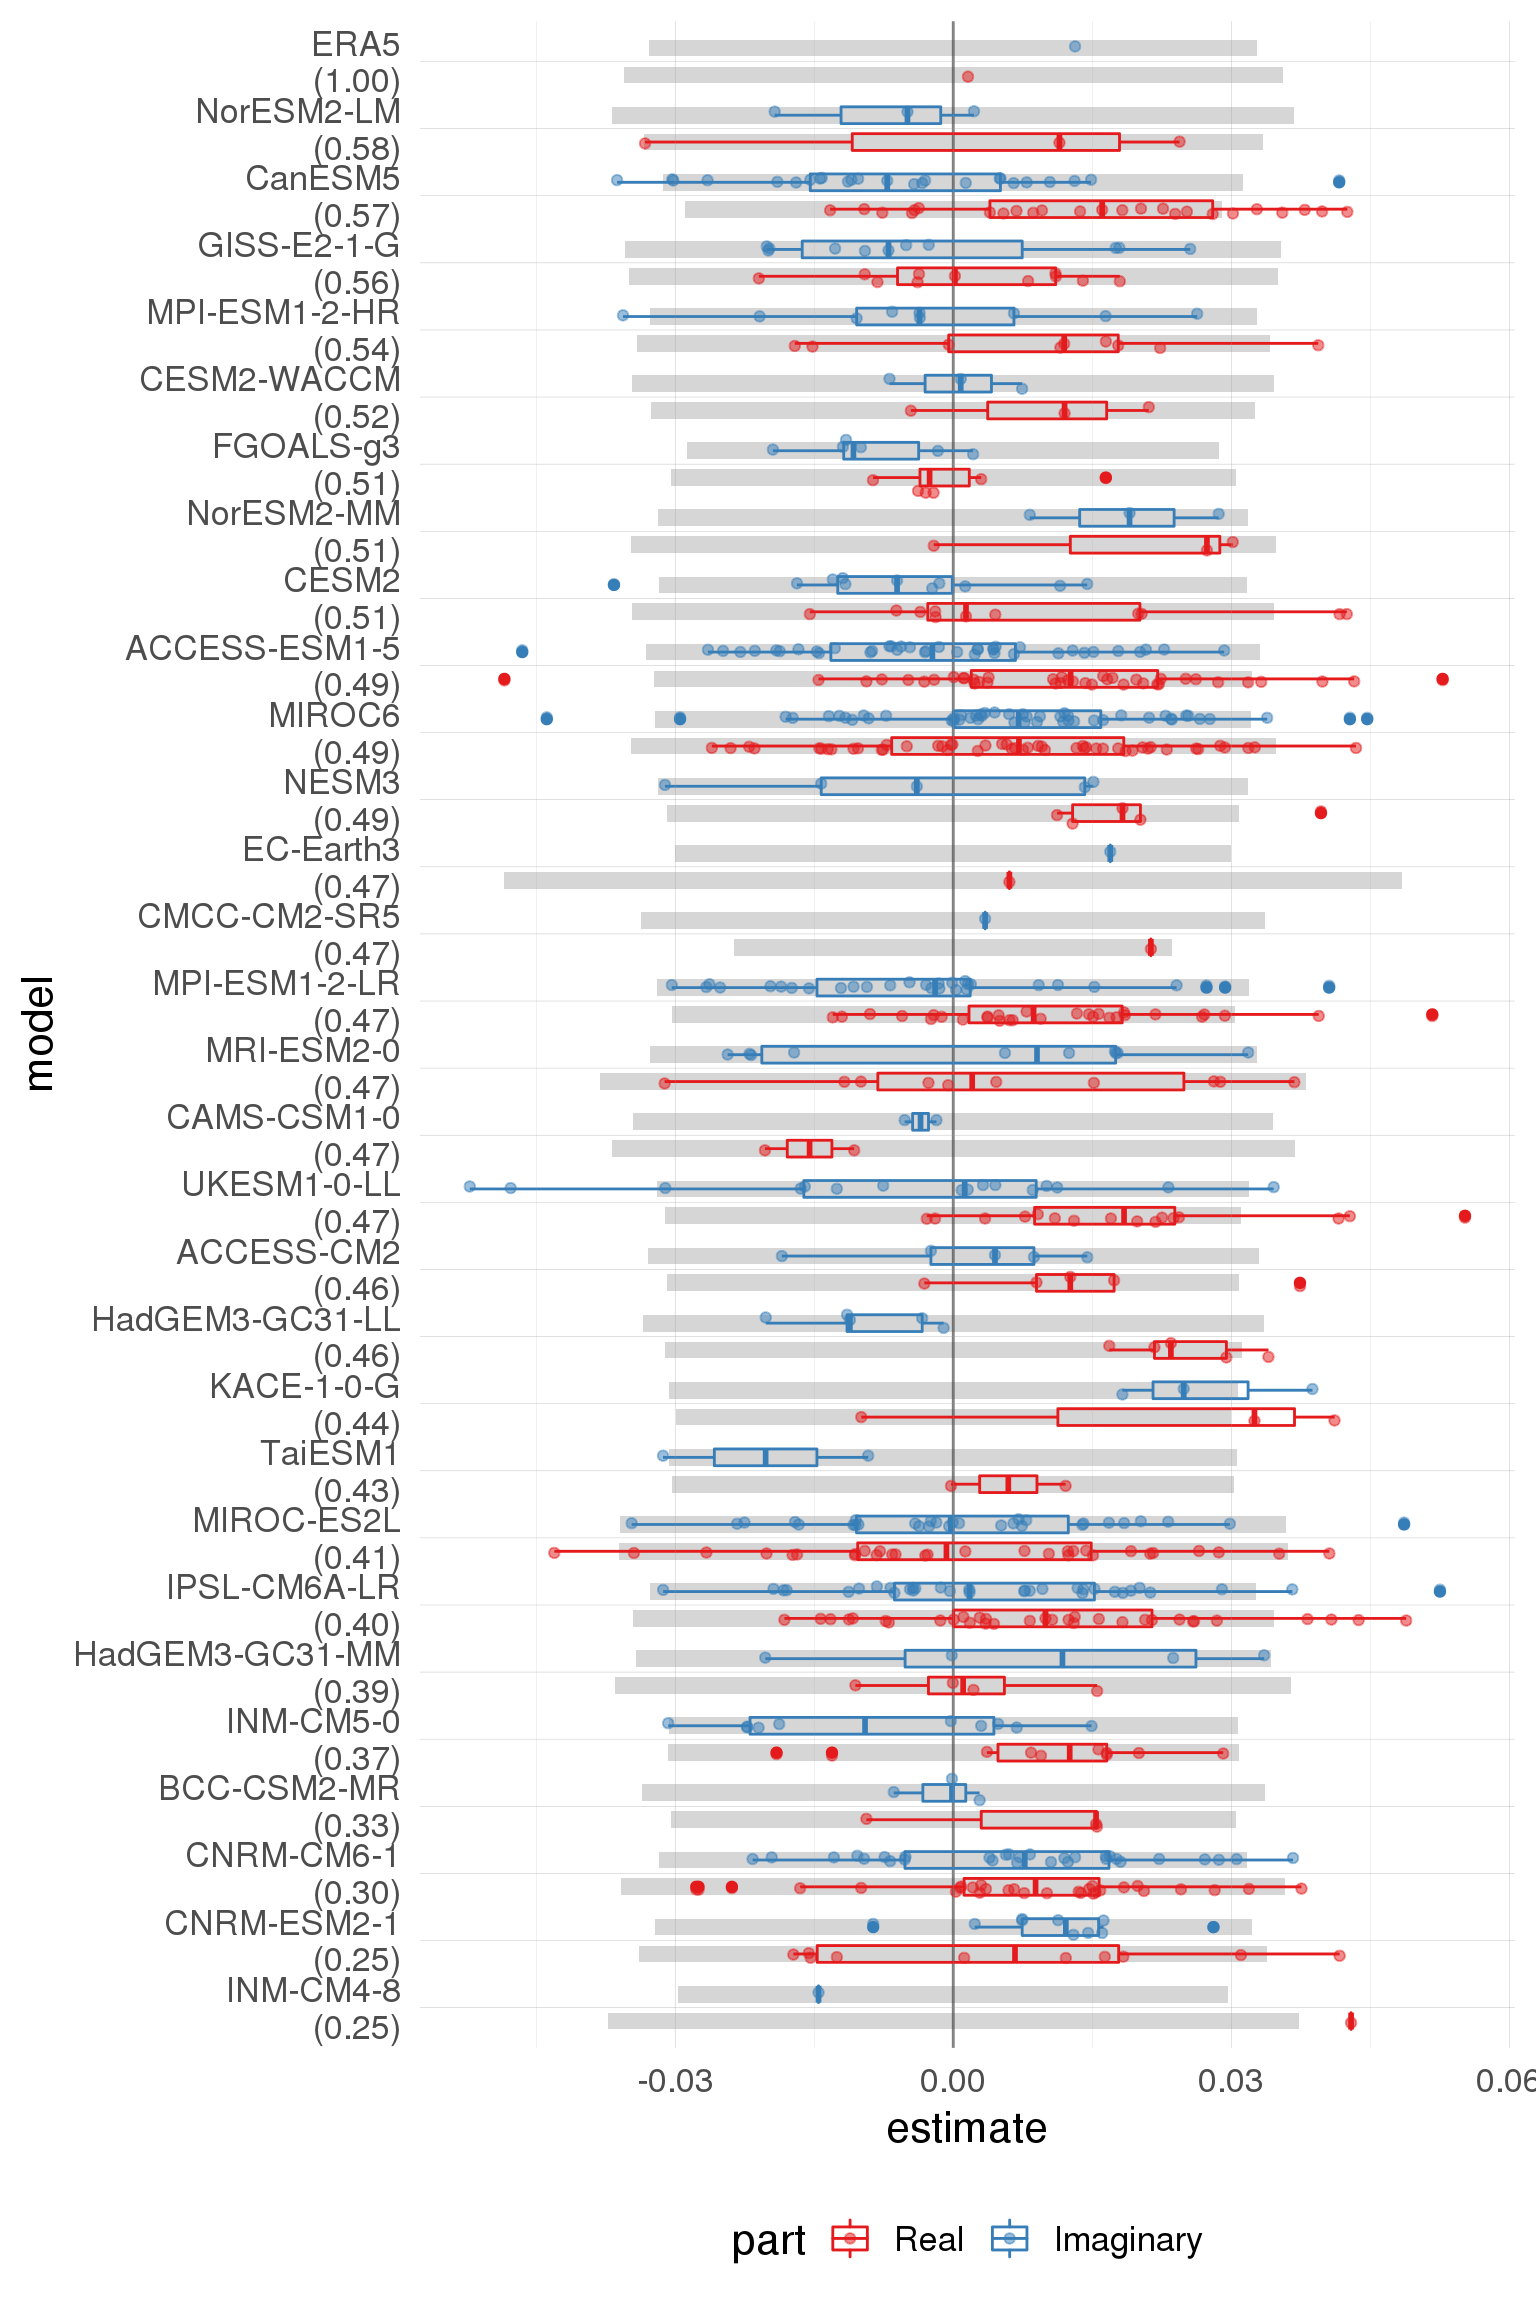 ERA5
(1.00)
NorESM2-LM
(0.58)
CanESM5
(0.57)
GISS-E2-1-G
(0.56)
MPI-ESM1-2-HR
(0.54)
CESM2-WACCM
(0.52)
FGOALS-g3
(0.51)
NorESM2-MM
(0.51)
CESM2
(0.51)
ACCESS-ESM1-5
(0.49)
MIROC6
(0.49)
NESM3
(0.49)
EC-Earth3
(0.47)
CMCC-CM2-SR5
(0.47)
MPI-ESM1-2-LR
(0.47)
MRI-ESM2-0
(0.47)
CAMS-CSM1-0
(0.47)
UKESM1-0-LL
(0.47)
ACCESS-CM2
(0.46)
HadGEM3-GC31-LL
(0.46)
KACE-1-0-G
(0.44)
TaiESM1
(0.43)
MIROC-ES2L
(0.41)
IPSL-CM6A-LR
(0.40)
HadGEM3-GC31-MM
(0.39)
INM-CM5-0
(0.37)
BCC-CSM2-MR
(0.33)
CNRM-CM6-1
(0.30)
CNRM-ESM2-1
(0.25)
INM-CM4-8
(0.25)
model
-0.03 0.00 0.03 0.06
estimate
part Real Imaginary